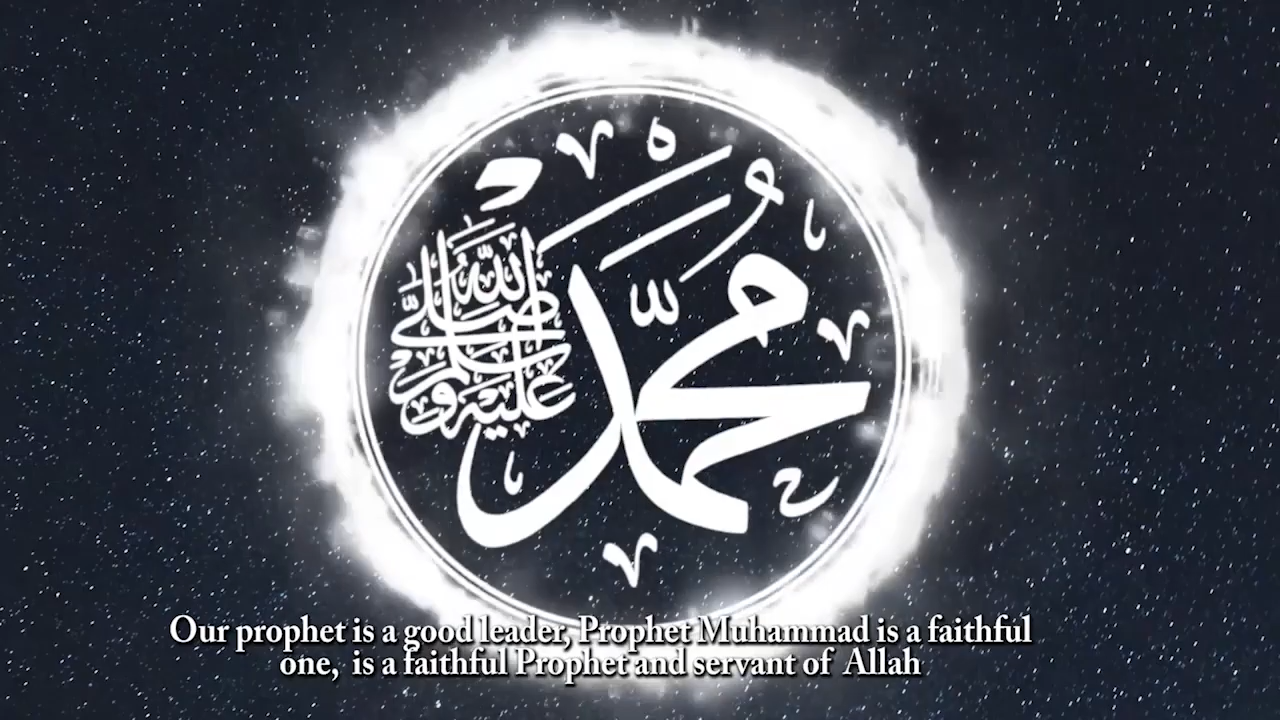 محمد
صلى الله
عليه وسلم
Our prophet is a good leader, Prophet Muhammad is a faithful
one, is a faithful Prophet and servant of Allah